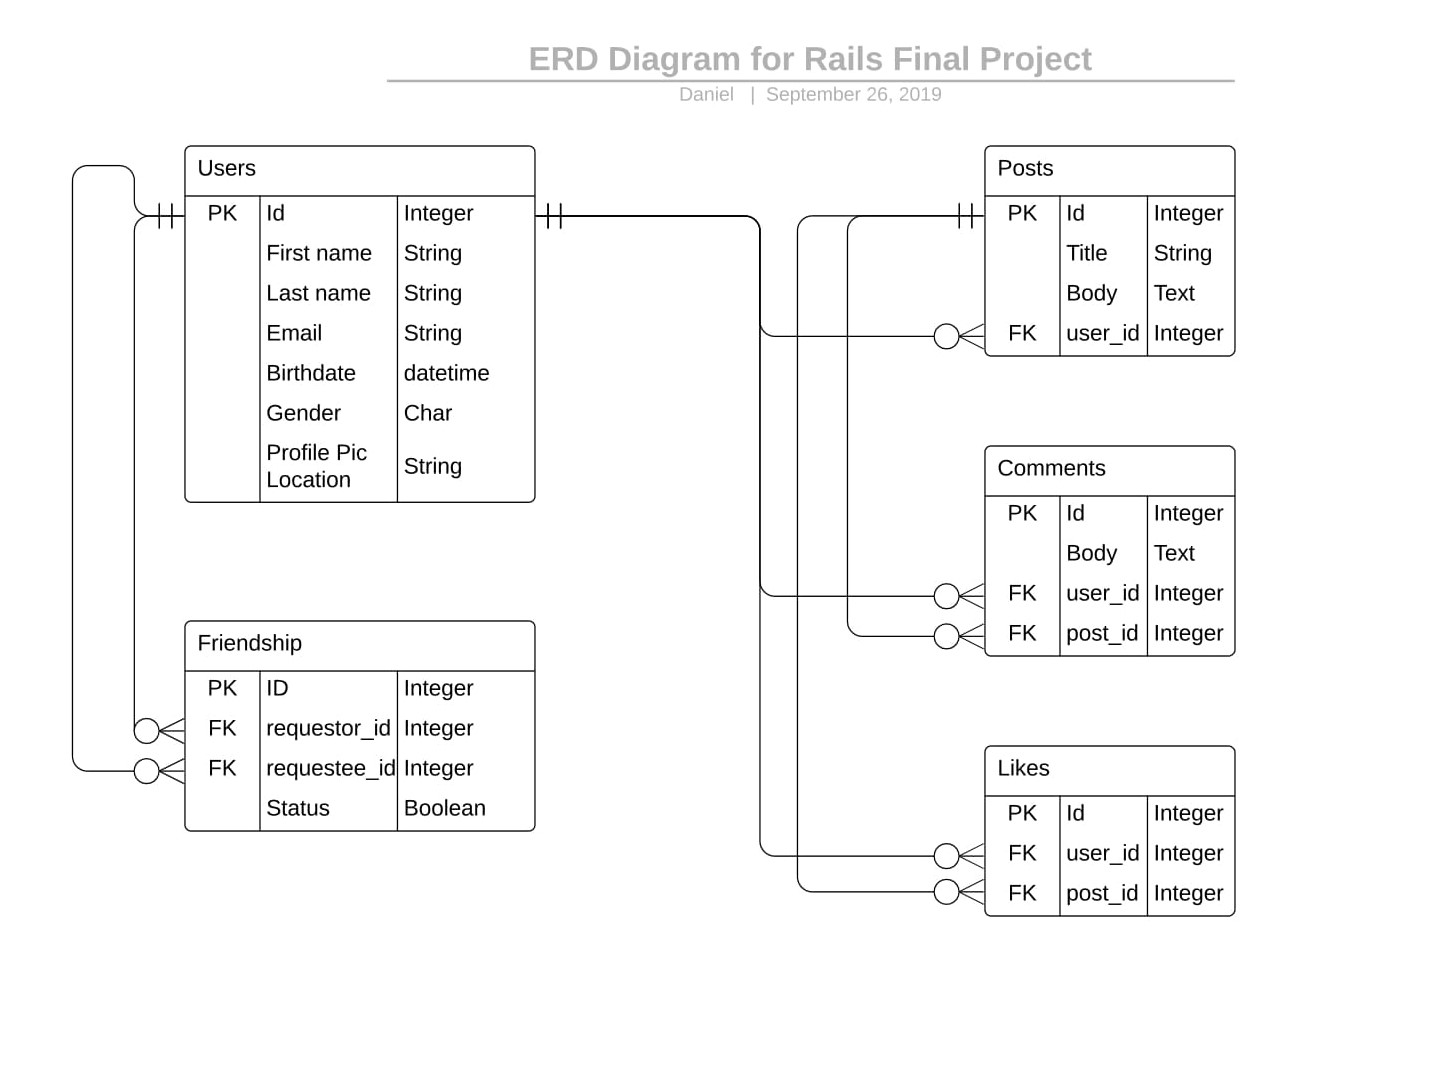 ERD Diagram for Rails Final Project
Daniel | September 26, 2019
Users
PK Id Integer
First name String
Last name String
Email String
Birthdate datetime
Gender Char
Profile Pic
Location String
Friendship
PK ID Integer
FK requestor_id Integer
FK requestee_id Integer
Status Boolean
Posts
PK Id Integer
Title String
Body Text
FK user_id Integer
Comments
PK Id Integer
Body Text
FK user_id Integer
FK post_id Integer
Likes
PK Id Integer
FK user_id Integer
FK post_id Integer